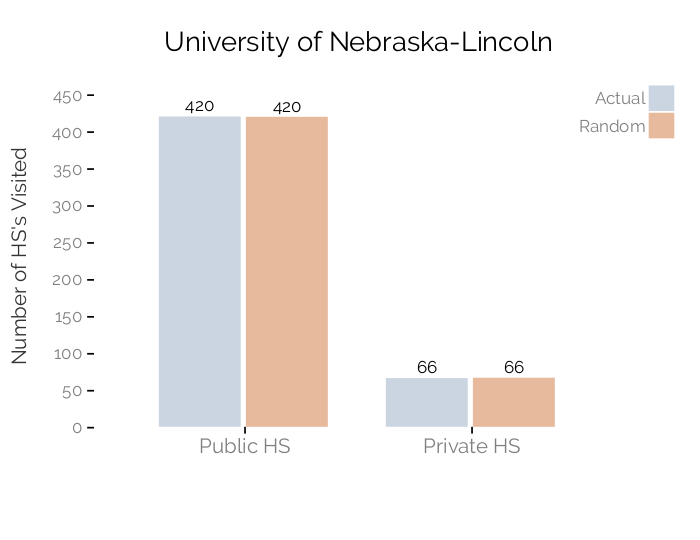 University of Nebraska-Lincoln
Actual
Random
Number of HS's Visited
450
400
350
300
250
200
150
100
50
0
420
420
66
66
Public HS
Private HS